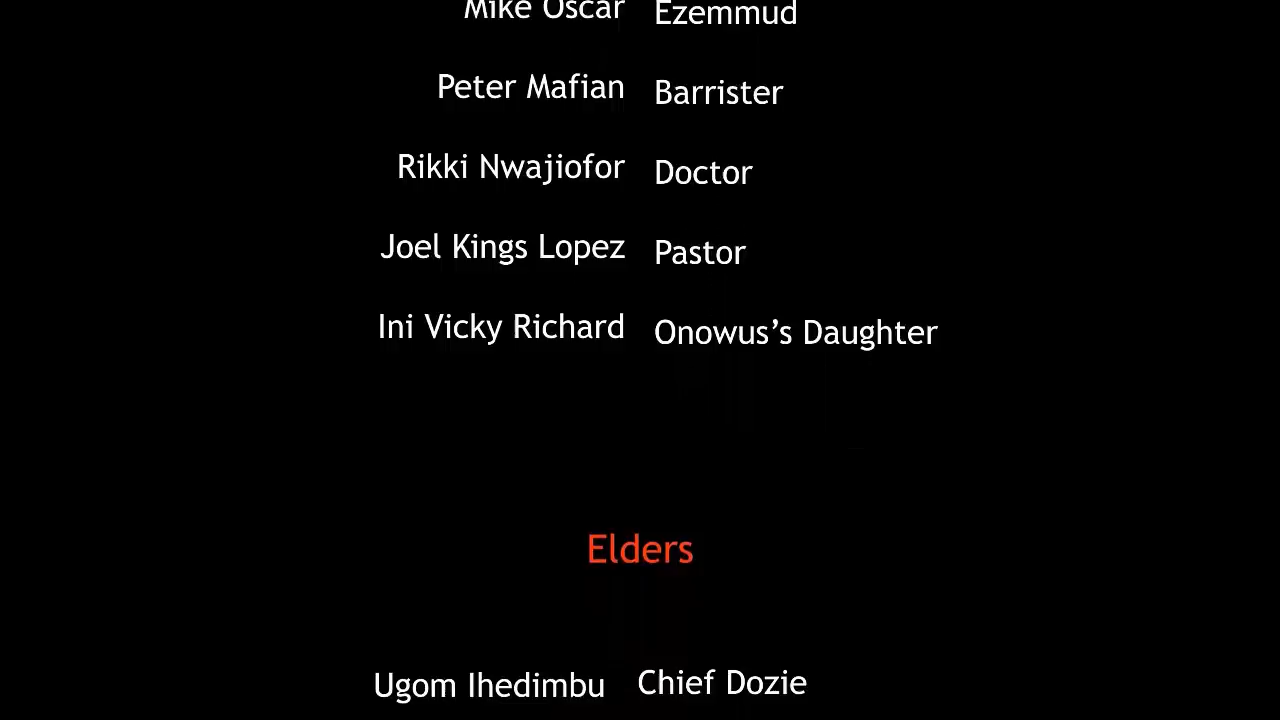 Mike Oscar Ezemmud
Peter Mafian Barrister
Rikki Nwajiofor Doctor
Joel Kings Lopez Pastor
Ini Vicky Richard Onowus’s Daughter
Elders
Ugom Ihedimbu Chief Dozie